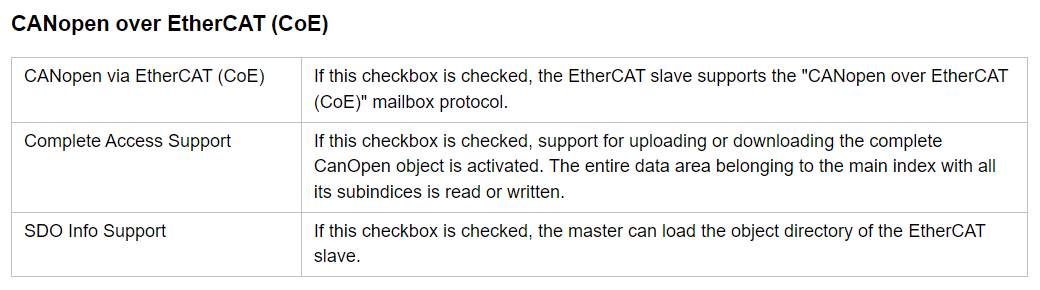 CANopen over EtherCAT (CoE)
CANopen via EtherCAT (CoE)
If this checkbox is checked, the EtherCAT slave supports the "CANopen over EtherCAT
(CoE)" mailbox protocol.
Complete Access Support
If this checkbox is checked, support for uploading or downloading the complete
CanOpen object is activated. The entire data area belonging to the main index with all
its subindices is read or written.
SDO Info Support
If this checkbox is checked, the master can load the object directory of the EtherCAT
slave.